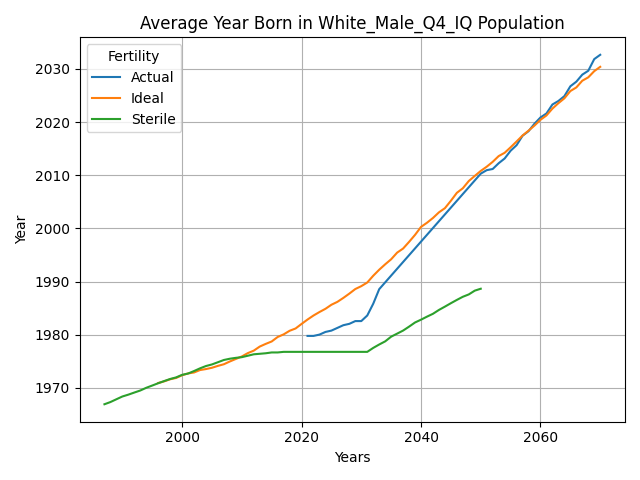 Average Year Born in White_Male_Q4_IQ Population
Fertility
Actual
Ideal
Sterile
Year
2030
2020
2010
2000
1990
1980
1970
2000
2020
2040
2060
Years